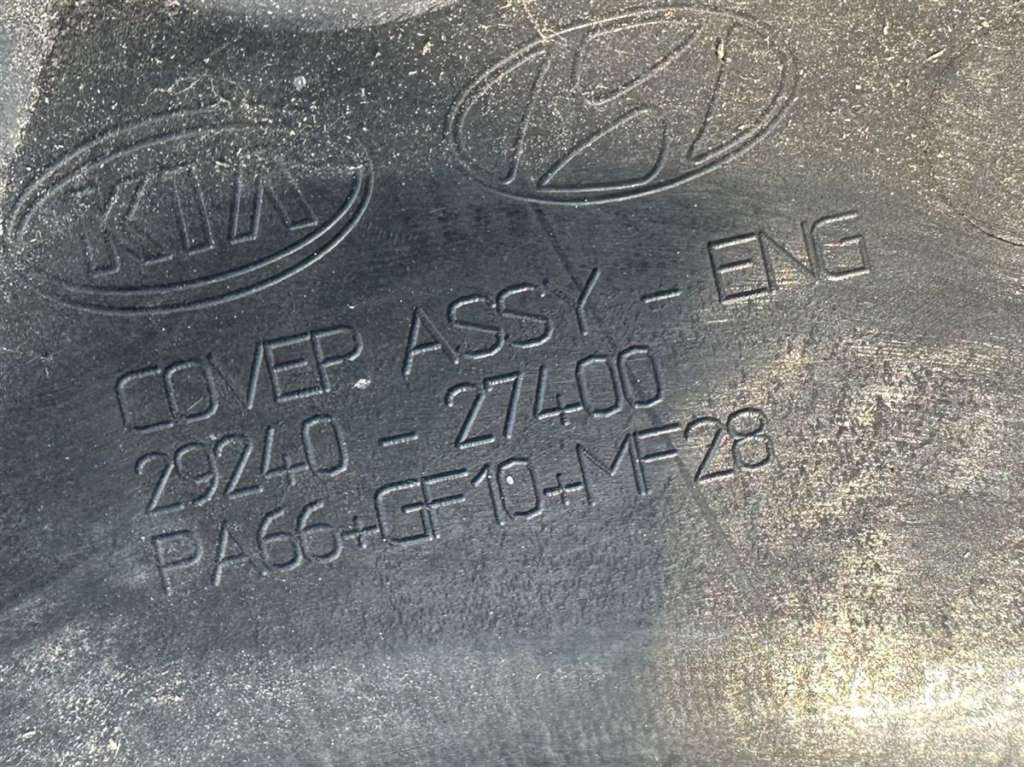 KIA
COVER ASSY - ENG
29240 - 27400
PA66+GF10+MF28